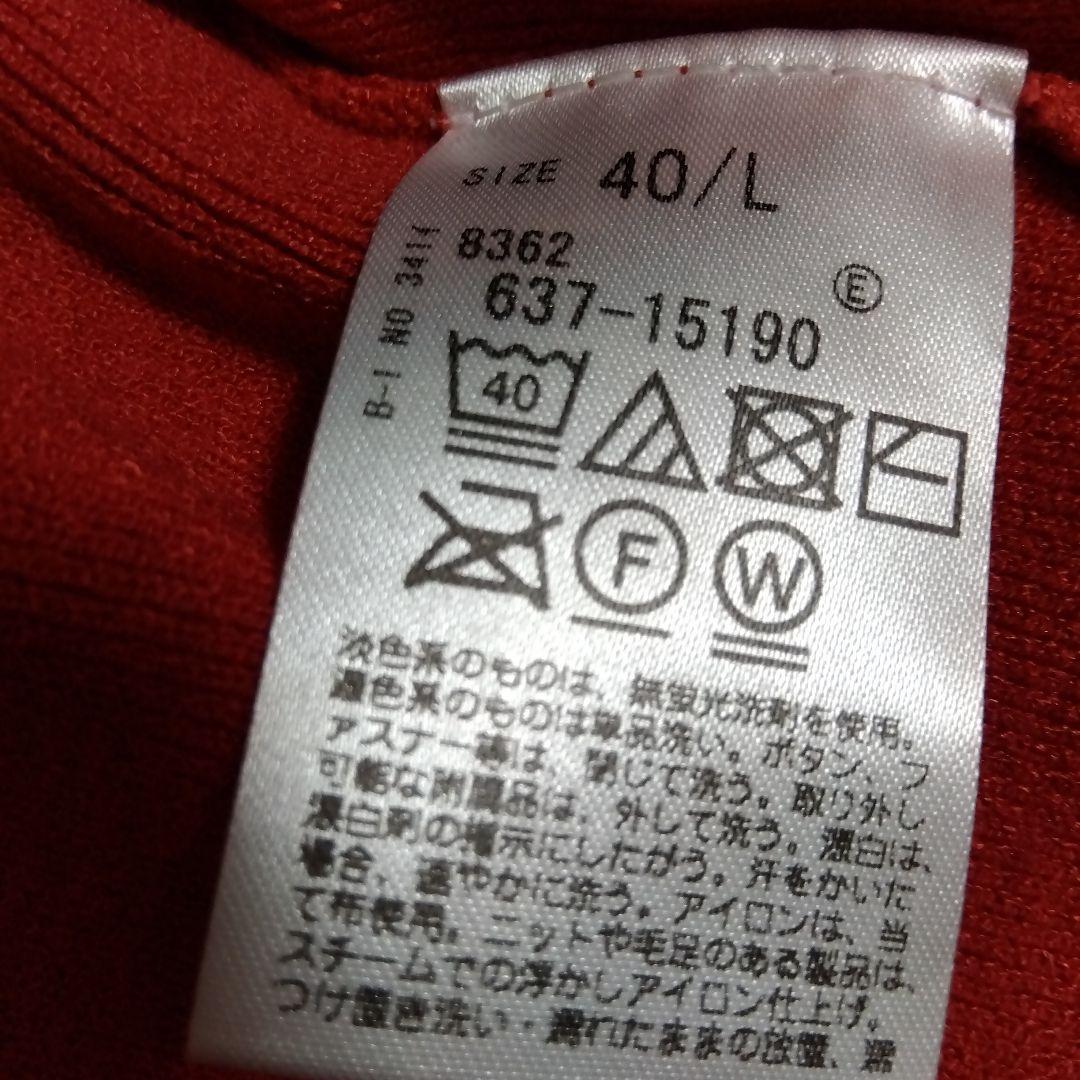 SIZE 40/L
B-1 NO 3411
8362
E
637-15190
40
F
W
淡色系のものは、無蛍光洗剤を使用。
濃色系のものは単品洗い。ボタン、フ
ァスナー等は、閉じて洗う。取り外し
可能な附属品は、外して洗う。漂白は、
漂白剤の指示にしたがう。汗をかいた
場合、速やかに洗う。アイロンは、当
て布使用。ニットや毛足のある製品は、
スチームでの浮かしアイロン仕上げ。
つけ置き洗い・濡れたままの放置、